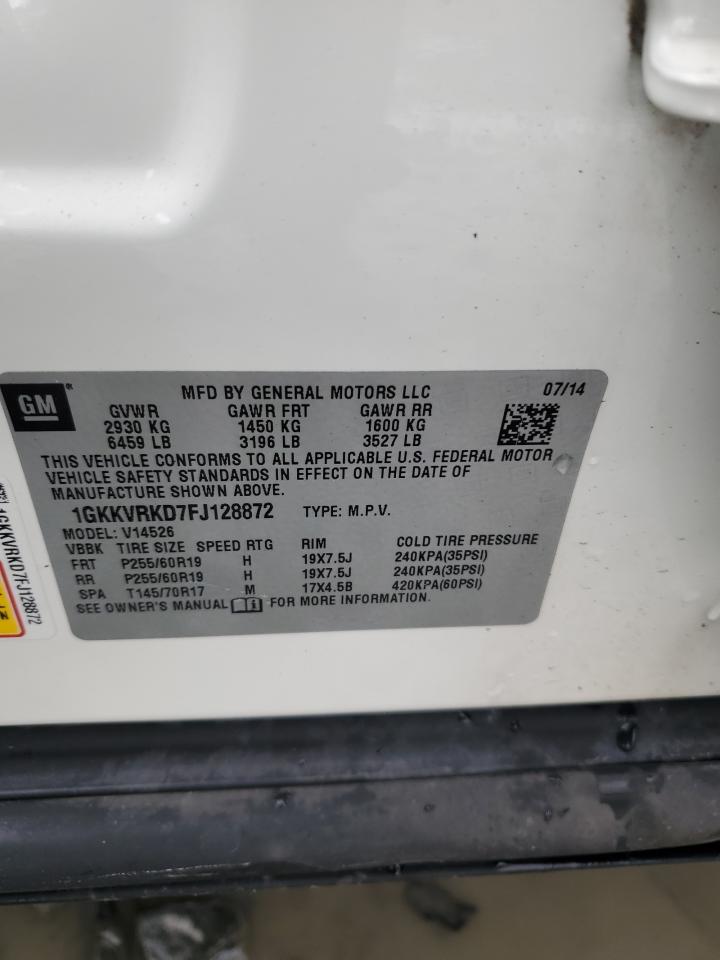 GM ®
MFD BY GENERAL MOTORS LLC 07/14
GVWR GAWR FRT GAWR RR
2930 KG 1450 KG 1600 KG
6459 LB 3196 LB 3527 LB
THIS VEHICLE CONFORMS TO ALL APPLICABLE U.S. FEDERAL MOTOR
VEHICLE SAFETY STANDARDS IN EFFECT ON THE DATE OF
MANUFACTURE SHOWN ABOVE.
1GKKVRKD7FJ128872 TYPE: M.P.V.
MODEL: V14526
VBBK TIRE SIZE SPEED RTG RIM COLD TIRE PRESSURE
FRT P255/60R19 H 19X7.5J 240KPA(35PSI)
RR P255/60R19 H 19X7.5J 240KPA(35PSI)
SPA T145/70R17 M 17X4.5B 420KPA(60PSI)
SEE OWNER'S MANUAL FOR MORE INFORMATION.
1GKKVRKD7FJ128872